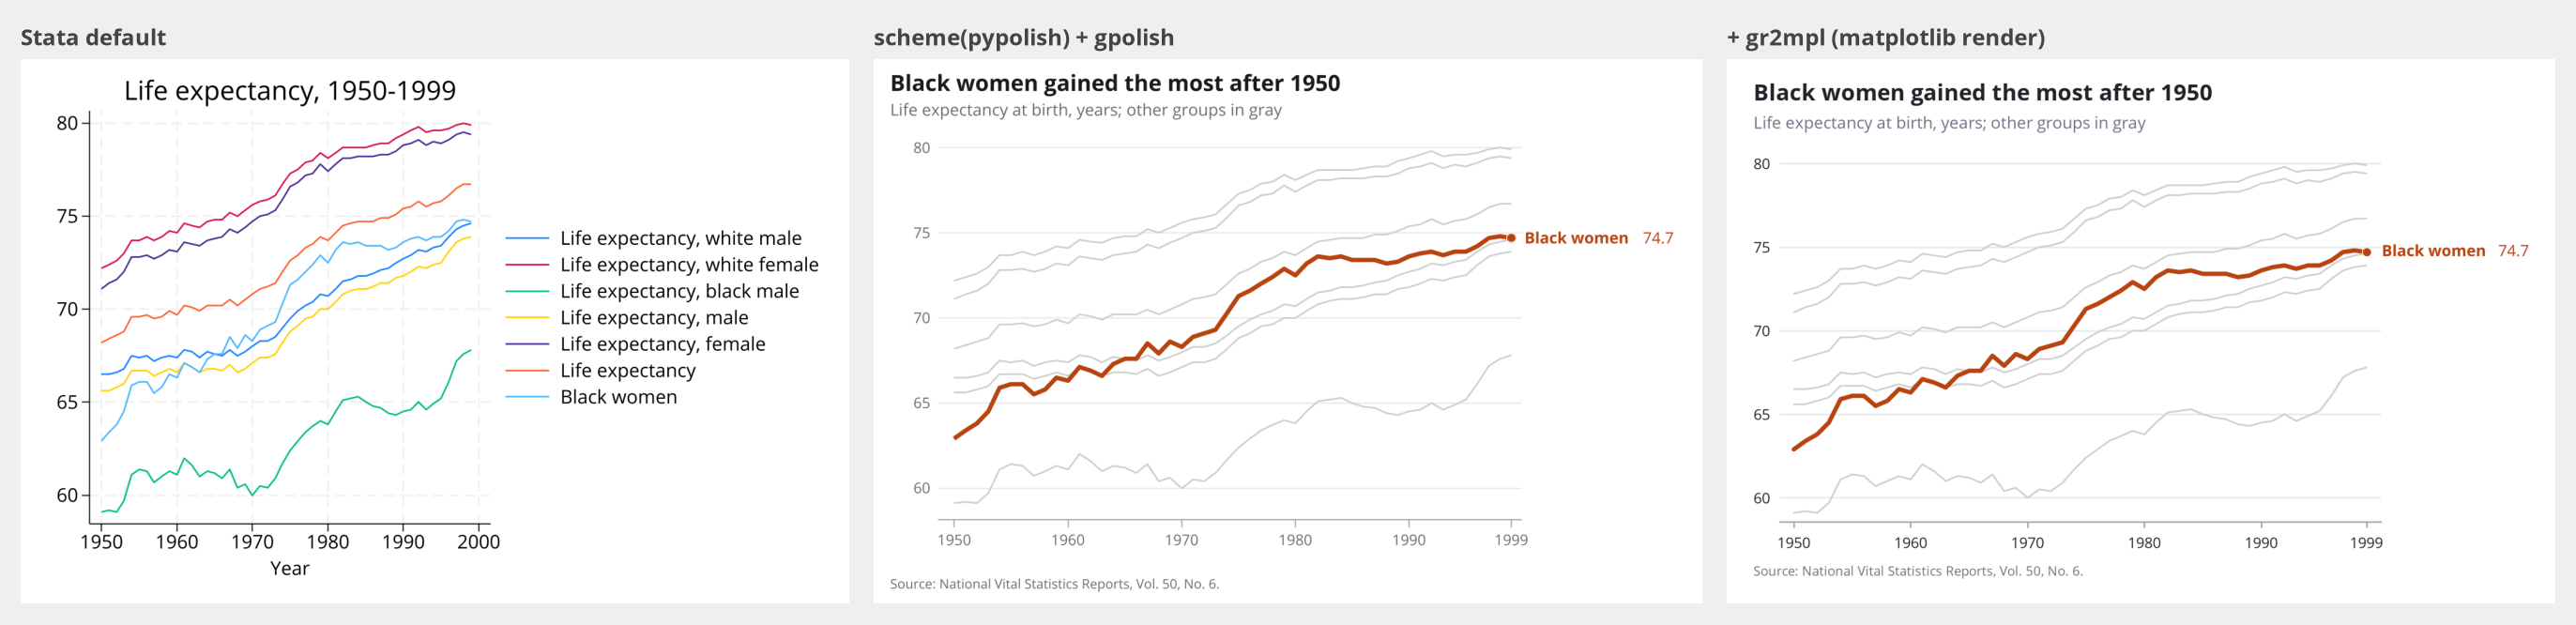 Stata default
Life expectancy, 1950-1999
80
75
70
65
60
1950 1960 1970 1980 1990 2000
Year
Life expectancy, white male
Life expectancy, white female
Life expectancy, black male
Life expectancy, male
Life expectancy, female
Life expectancy
Black women
scheme(pypolish) + gpolish
Black women gained the most after 1950
Life expectancy at birth, years; other groups in gray
80
75
70
65
60
Black women 74.7
1950 1960 1970 1980 1990 1999
Source: National Vital Statistics Reports, Vol. 50, No. 6.
+ gr2mpl (matplotlib render)
Black women gained the most after 1950
Life expectancy at birth, years; other groups in gray
80
75
70
65
60
Black women 74.7
1950 1960 1970 1980 1990 1999
Source: National Vital Statistics Reports, Vol. 50, No. 6.